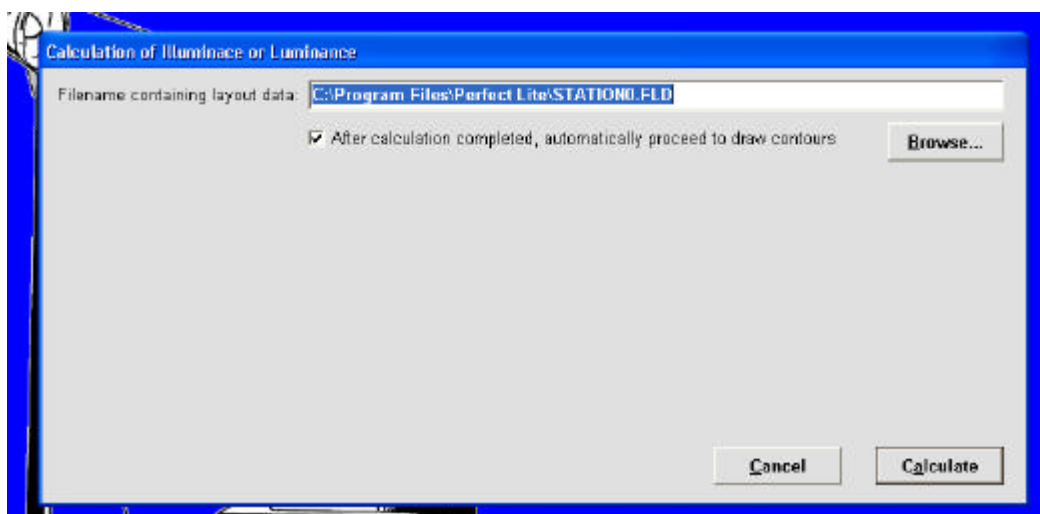 Calculation of Illuminace or Luminance
Filename containing layout data: C:\Program Files\Perfect Lite\STATION0.FLD
After calculation completed, automatically proceed to draw contours
Browse...
Cancel
Calculate